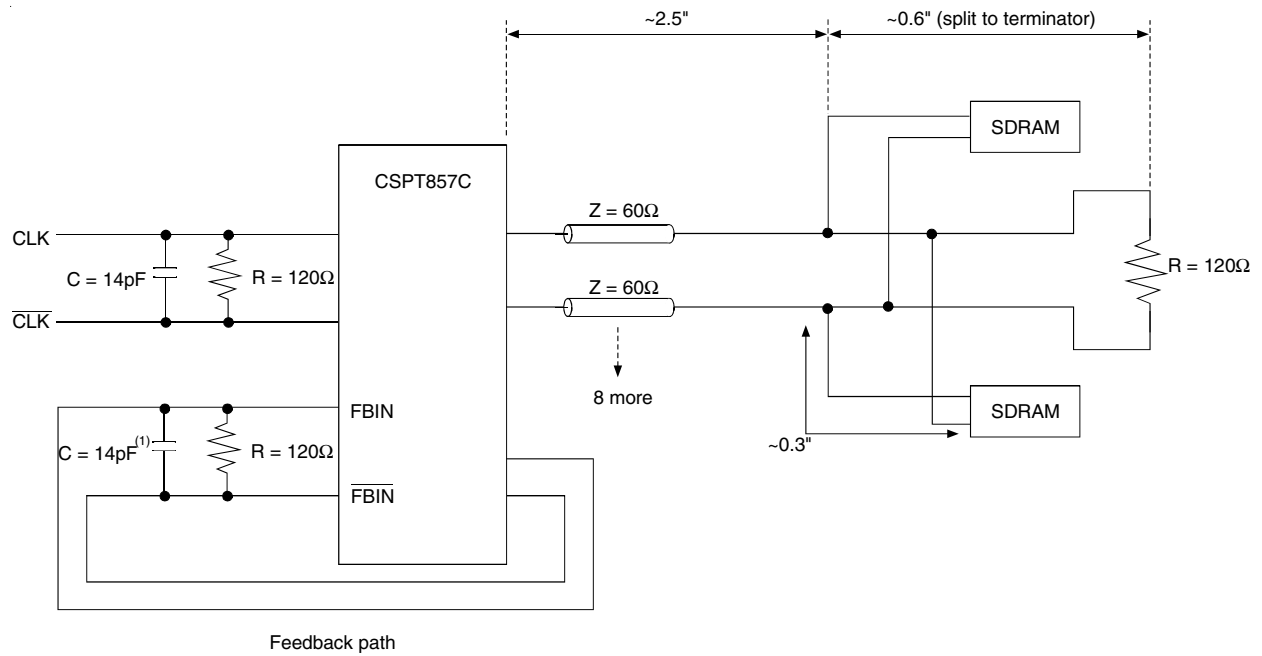 ~2.5"
~0.6" (split to terminator)
SDRAM
CSPT857C
Z = 60Ω
CLK
C = 14pF
R = 120Ω
R = 120Ω
Z = 60Ω
CLK
8 more
FBIN
SDRAM
C = 14pF(1)
R = 120Ω
~0.3"
FBIN
Feedback path